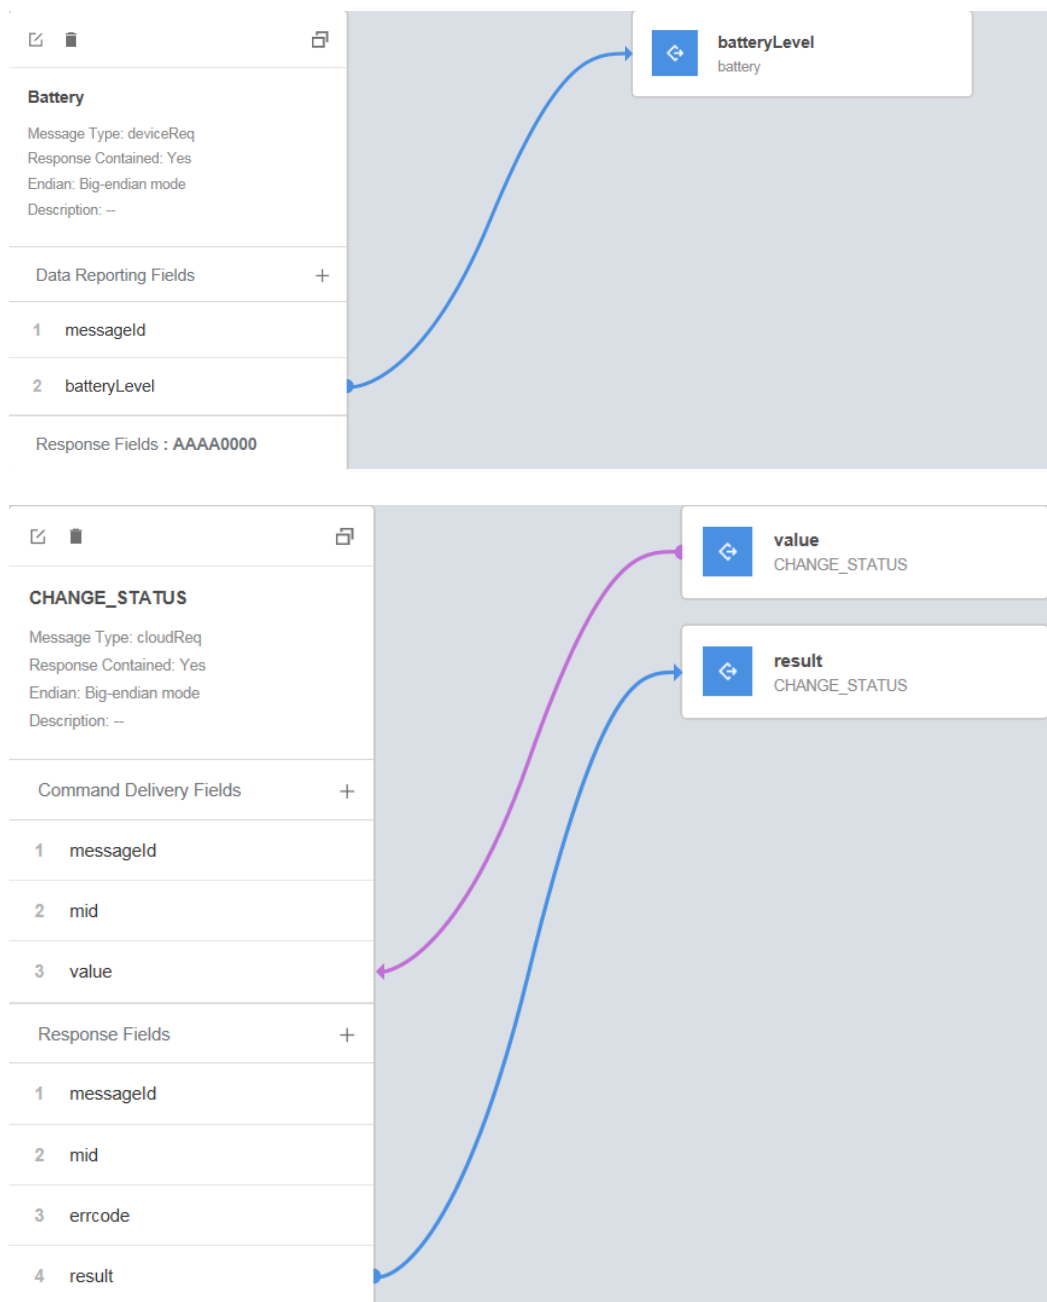 batteryLevel
battery
Battery
Message Type: deviceReq
Response Contained: Yes
Endian: Big-endian mode
Description: --
Data Reporting Fields
1 messageId
2 batteryLevel
Response Fields : AAAA0000
value
CHANGE_STATUS
result
CHANGE_STATUS
CHANGE_STATUS
Message Type: cloudReq
Response Contained: Yes
Endian: Big-endian mode
Description: --
Command Delivery Fields
1 messageId
2 mid
3 value
Response Fields
1 messageId
2 mid
3 errcode
4 result